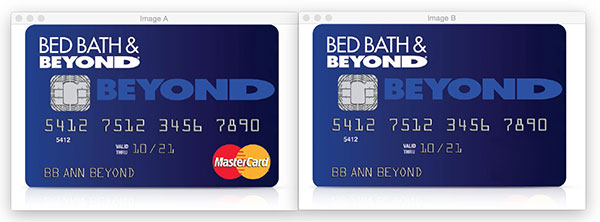 Image A
BED BATH &
BEYOND
BEYOND
5412 7512 3456 7890
5412
VALID
THRU 10/21
MasterCard
BB ANN BEYOND
Image B
BED BATH &
BEYOND
BEYOND
5412 7512 3456 7890
VALID
THRU 10/21
BB ANN BEYOND